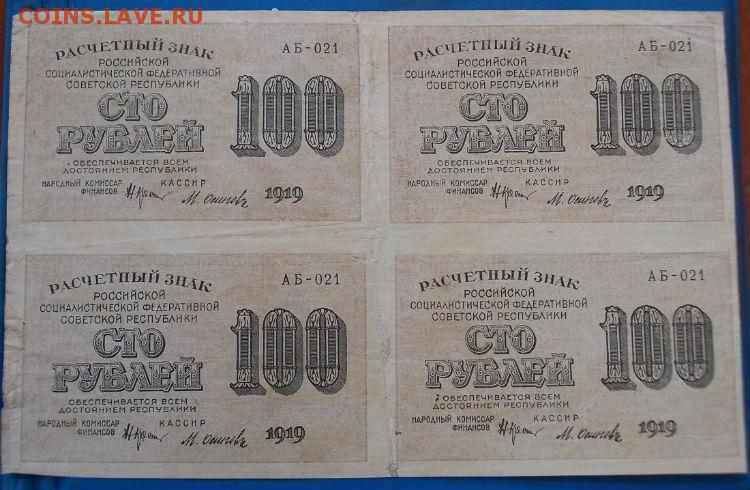 COINS.LAVE.RU
РАСЧЕТНЫЙ ЗНАК
АБ-021
РОССИЙСКОЙ
СОЦИАЛИСТИЧЕСКОЙ ФЕДЕРАТИВНОЙ
СОВЕТСКОЙ РЕСПУБЛИКИ
СТО
РУБЛЕЙ
100
ОБЕСПЕЧИВАЕТСЯ ВСЕМ
ДОСТОЯНИЕМ РЕСПУБЛИКИ
НАРОДНЫЙ КОМИССАР
ФИНАНСОВ
КАССИР
М. Осипов
1919
РАСЧЕТНЫЙ ЗНАК
АБ-021
РОССИЙСКОЙ
СОЦИАЛИСТИЧЕСКОЙ ФЕДЕРАТИВНОЙ
СОВЕТСКОЙ РЕСПУБЛИКИ
СТО
РУБЛЕЙ
100
ОБЕСПЕЧИВАЕТСЯ ВСЕМ
ДОСТОЯНИЕМ РЕСПУБЛИКИ
НАРОДНЫЙ КОМИССАР
ФИНАНСОВ
КАССИР
М. Осипов
1919
РАСЧЕТНЫЙ ЗНАК
АБ-021
РОССИЙСКОЙ
СОЦИАЛИСТИЧЕСКОЙ ФЕДЕРАТИВНОЙ
СОВЕТСКОЙ РЕСПУБЛИКИ
СТО
РУБЛЕЙ
100
ОБЕСПЕЧИВАЕТСЯ ВСЕМ
ДОСТОЯНИЕМ РЕСПУБЛИКИ
НАРОДНЫЙ КОМИССАР
ФИНАНСОВ
КАССИР
М. Осипов
1919
РАСЧЕТНЫЙ ЗНАК
АБ-021
РОССИЙСКОЙ
СОЦИАЛИСТИЧЕСКОЙ ФЕДЕРАТИВНОЙ
СОВЕТСКОЙ РЕСПУБЛИКИ
СТО
РУБЛЕЙ
100
ОБЕСПЕЧИВАЕТСЯ ВСЕМ
ДОСТОЯНИЕМ РЕСПУБЛИКИ
НАРОДНЫЙ КОМИССАР
ФИНАНСОВ
КАССИР
М. Осипов
1919